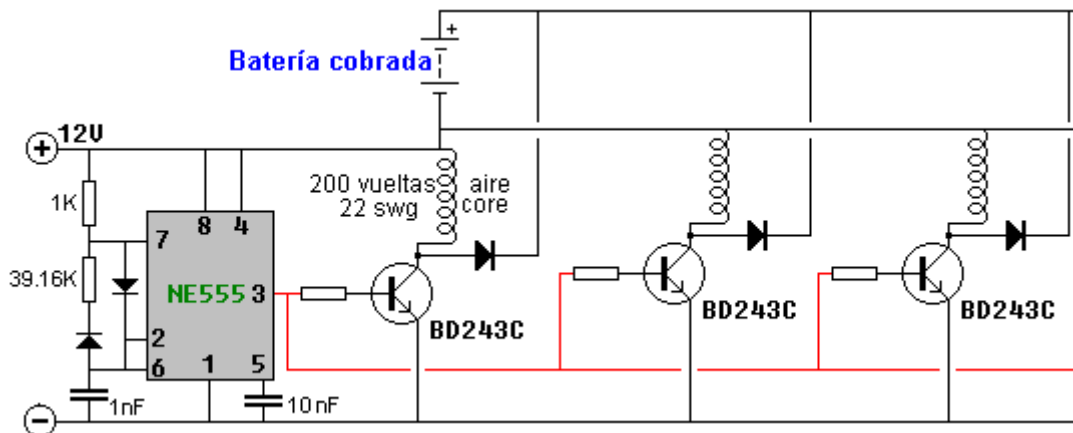 +
Batería cobrada
+ 12V
200 vueltas aire
22 swg core
1K
8 4
7
39.16K
NE555 3
BD243C
BD243C
BD243C
2
6 1 5
1nF
10nF
−